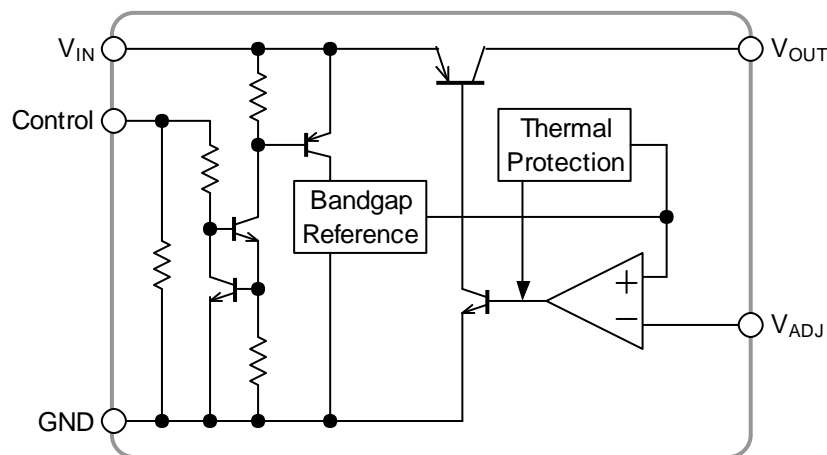 VIN
VOUT
Control
Thermal
Protection
Bandgap
Reference
+
−
VADJ
GND